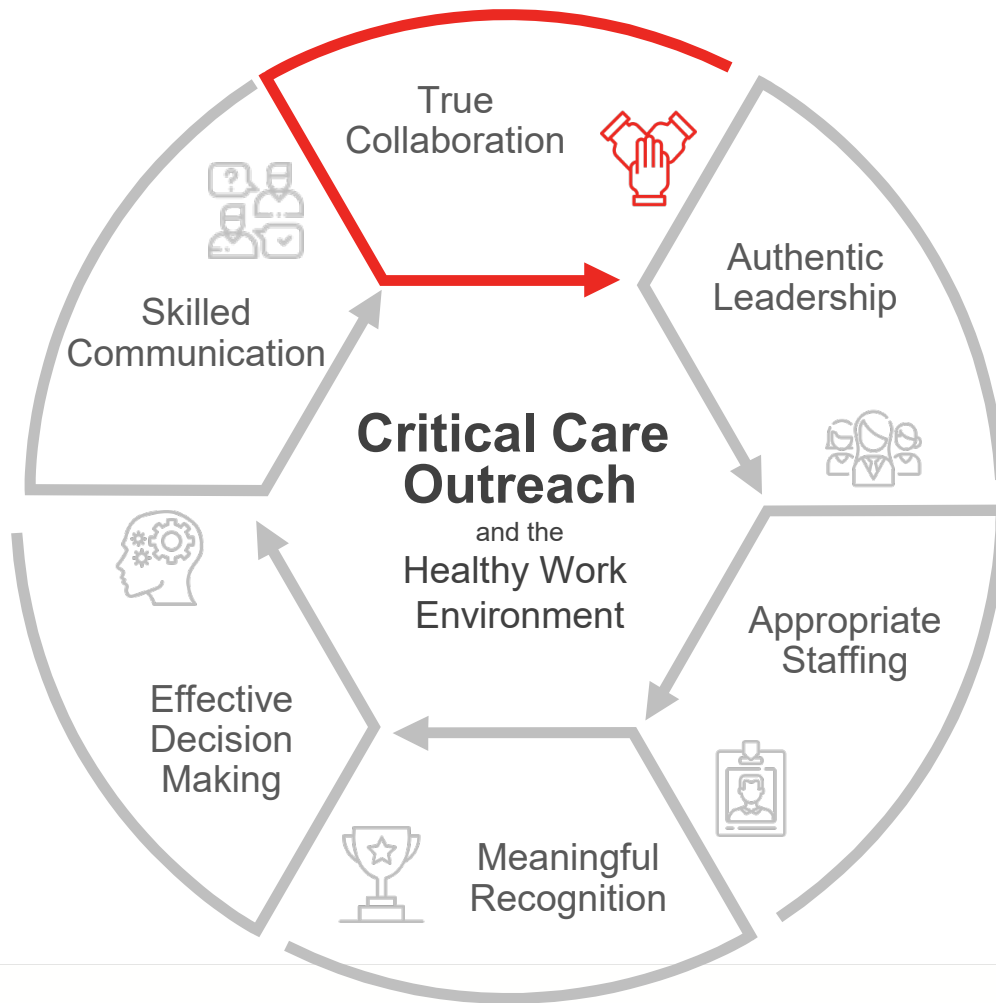 True
Collaboration
Authentic
Leadership
Skilled
Communication
Critical Care
Outreach
and the
Healthy Work
Environment
Appropriate
Staffing
Effective
Decision
Making
Meaningful
Recognition
?